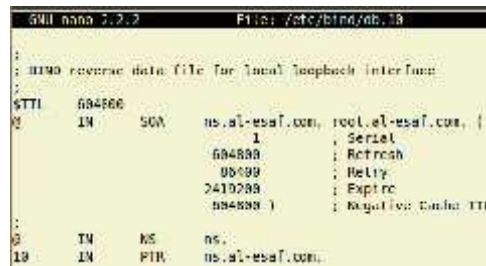 GNU nano 2.2.2 File: /etc/bind/db.10
;
; BIND reverse data file for local loopback interface
;
$TTL 604800
@ IN SOA ns.al-esaf.com. root.al-esaf.com. (
1 ; Serial
604800 ; Refresh
86400 ; Retry
2419200 ; Expire
604800 ) ; Negative Cache TTL
;
@ IN NS ns.
10 IN PTR ns.al-esaf.com.